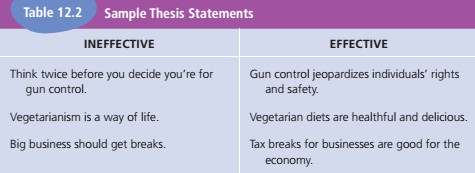 Table 12.2 Sample Thesis Statements
INEFFECTIVE EFFECTIVE
Think twice before you decide you're for
gun control.
Gun control jeopardizes individuals' rights
and safety.
Vegetarianism is a way of life.
Vegetarian diets are healthful and delicious.
Big business should get breaks.
Tax breaks for businesses are good for the
economy.